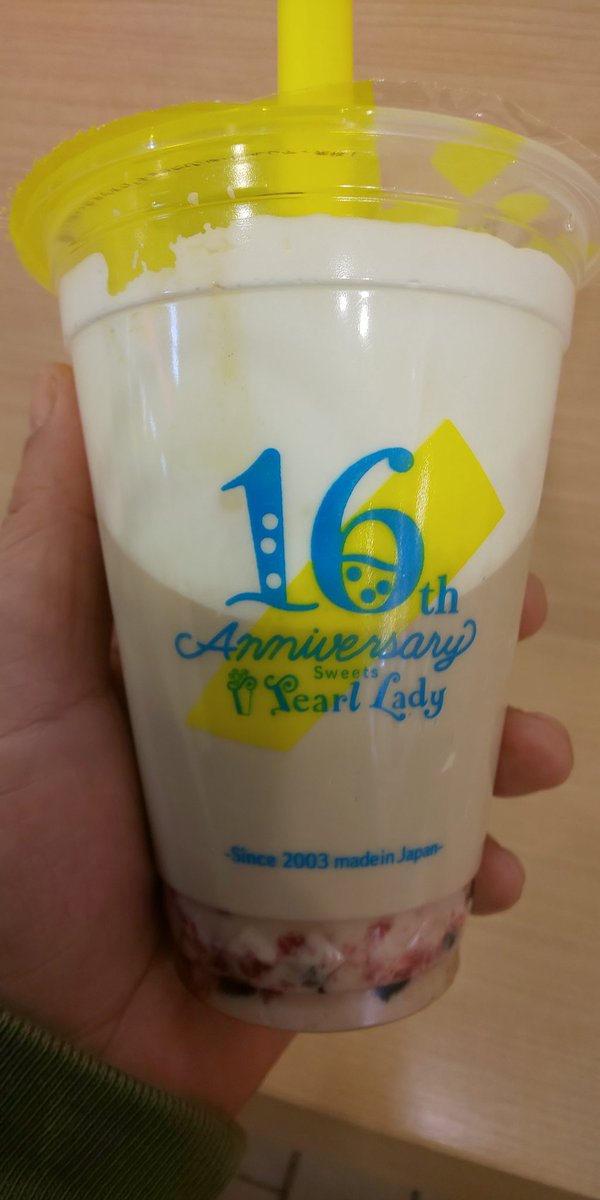 16th
Anniversary
Sweets
Pearl Lady
-Since 2003 madein Japan-